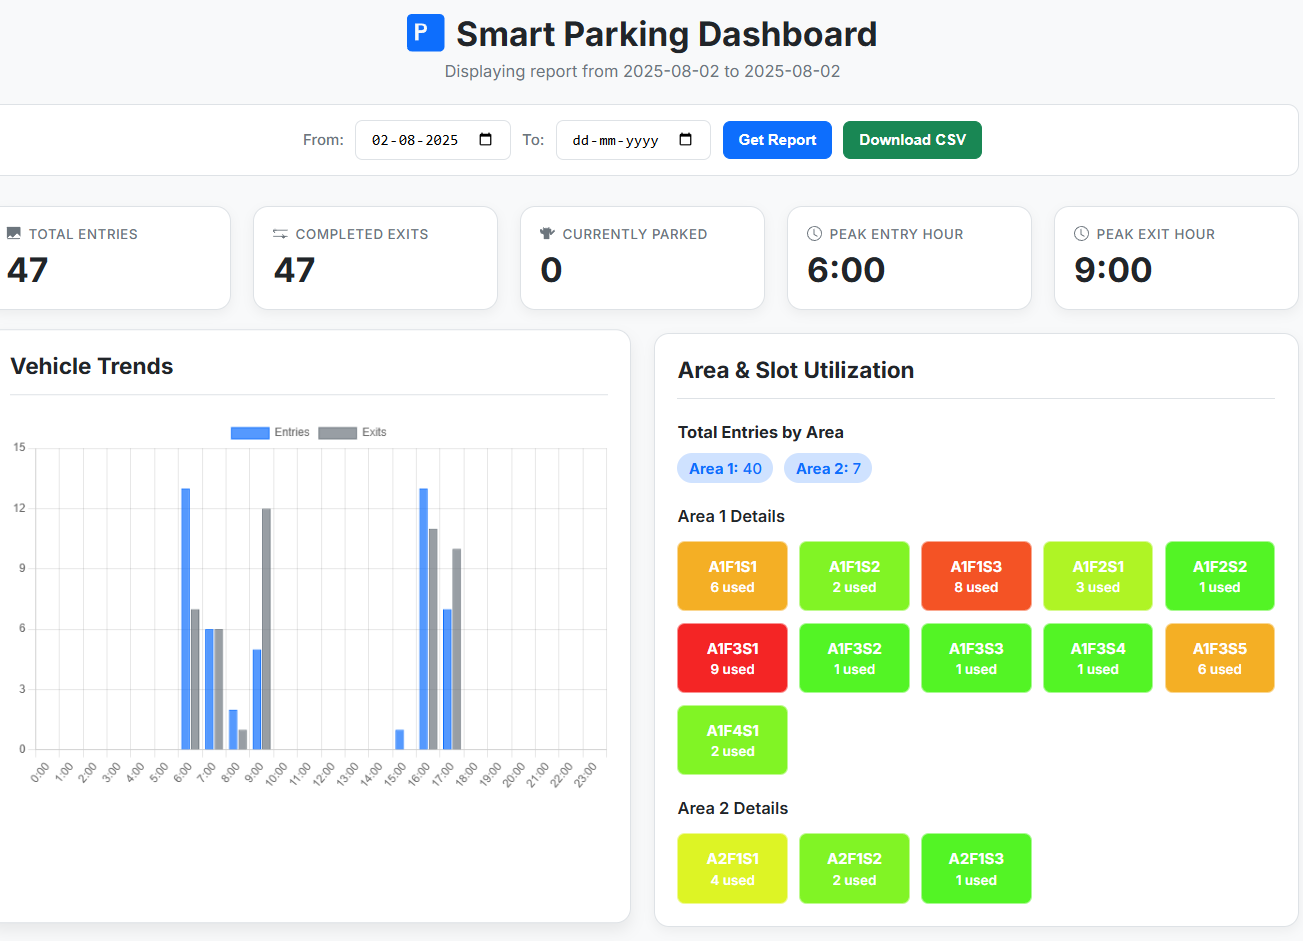 P Smart Parking Dashboard
Displaying report from 2025-08-02 to 2025-08-02
From: 02-08-2025 To: dd-mm-yyyy Get Report Download CSV
TOTAL ENTRIES
47
COMPLETED EXITS
47
CURRENTLY PARKED
0
PEAK ENTRY HOUR
6:00
PEAK EXIT HOUR
9:00
Vehicle Trends
Entries Exits
15
12
9
6
3
0
0:00 1:00 2:00 3:00 4:00 5:00 6:00 7:00 8:00 9:00 10:00 11:00 12:00 13:00 14:00 15:00 16:00 17:00 18:00 19:00 20:00 21:00 22:00 23:00
Area & Slot Utilization
Total Entries by Area
Area 1: 40 Area 2: 7
Area 1 Details
A1F1S1
6 used
A1F1S2
2 used
A1F1S3
8 used
A1F2S1
3 used
A1F2S2
1 used
A1F3S1
9 used
A1F3S2
1 used
A1F3S3
1 used
A1F3S4
1 used
A1F3S5
6 used
A1F4S1
2 used
Area 2 Details
A2F1S1
4 used
A2F1S2
2 used
A2F1S3
1 used